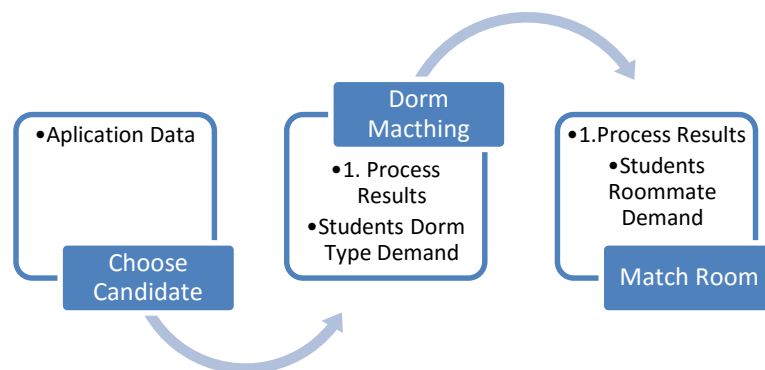 •Aplication Data
Choose
Candidate
Dorm
Macthing
•1. Process
Results
•Students Dorm
Type Demand
•1.Process Results
•Students
Roommate
Demand
Match Room